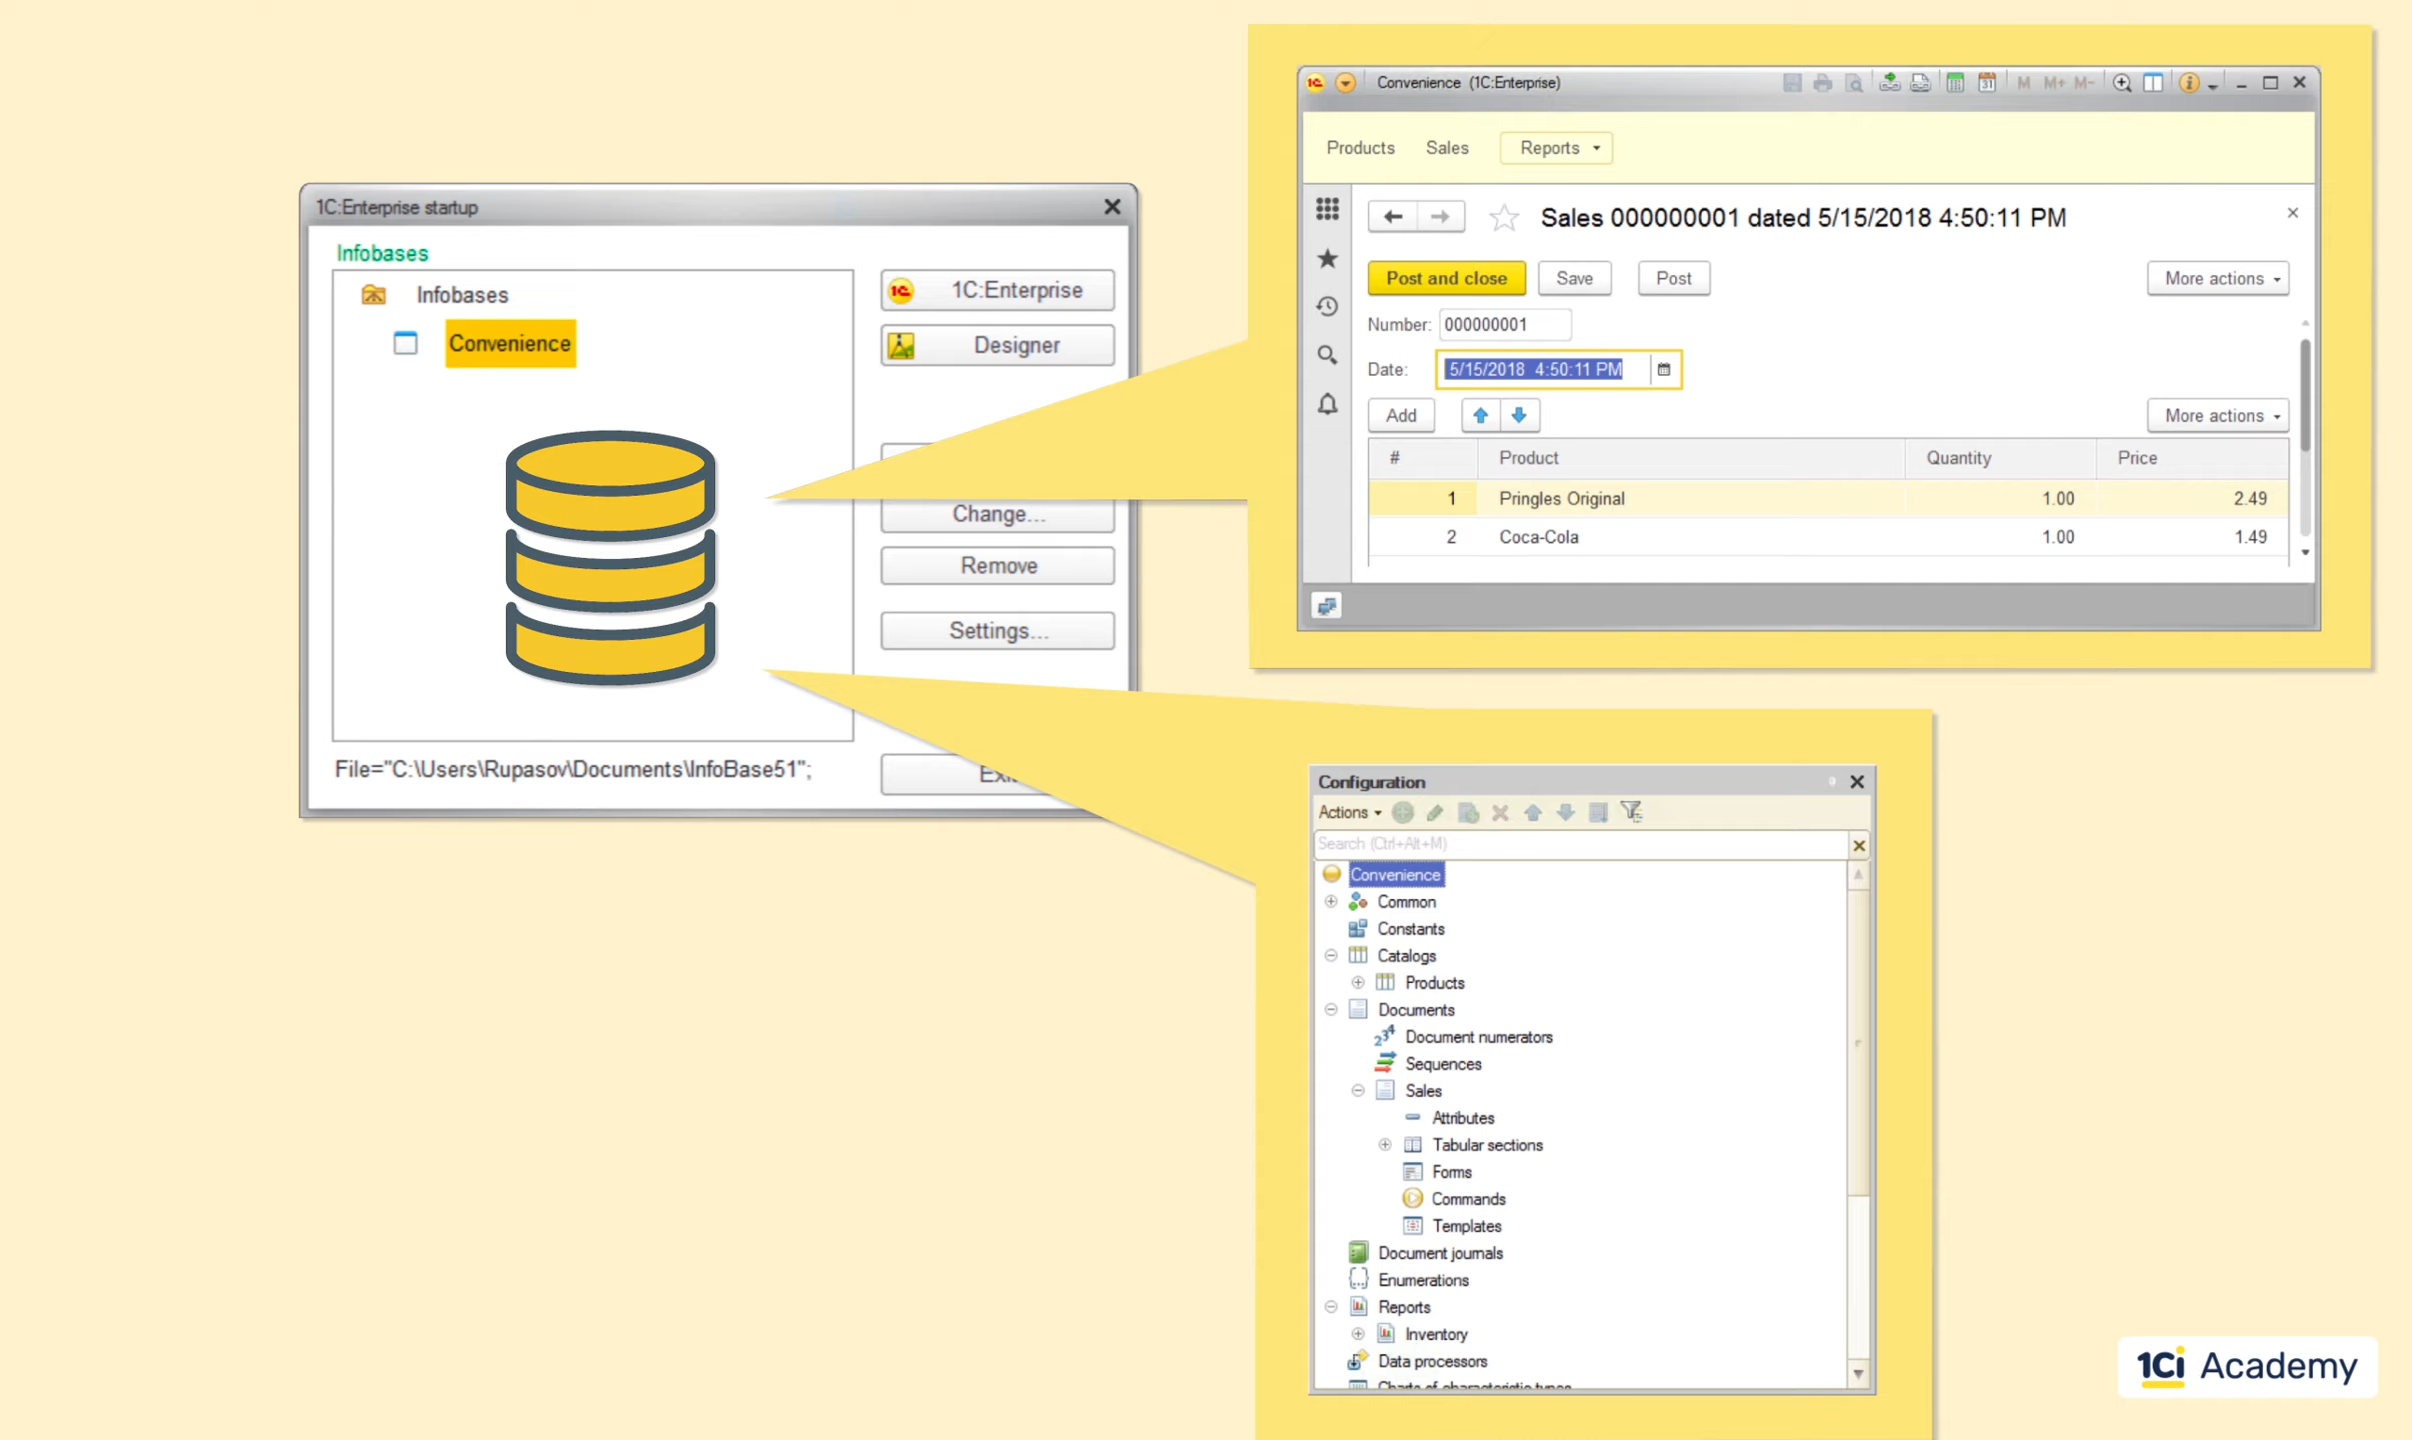 1C:Enterprise startup
Infobases
Infobases
Convenience
1C:Enterprise
Designer
Change...
Remove
Settings...
File="C:\Users\Rupasov\Documents\InfoBase51";
Convenience (1C:Enterprise)
M M+ M-
31
Products Sales Reports
Sales 000000001 dated 5/15/2018 4:50:11 PM
Post and close Save Post More actions
Number: 000000001
Date: 5/15/2018 4:50:11 PM
Add More actions
# Product Quantity Price
1 Pringles Original 1.00 2.49
2 Coca-Cola 1.00 1.49
Configuration
Actions
Search (Ctrl+Alt+M)
Convenience
Common
Constants
Catalogs
Products
Documents
Document numerators
Sequences
Sales
Attributes
Tabular sections
Forms
Commands
Templates
Document journals
Enumerations
Reports
Inventory
Data processors
Charts of characteristic types
1Ci Academy